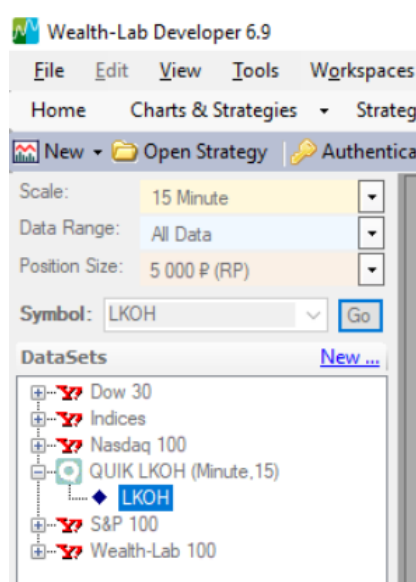 Wealth-Lab Developer 6.9
File Edit View Tools Workspaces
Home Charts & Strategies
New Open Strategy
Scale: 15 Minute
Data Range: All Data
Position Size: 5 000 ₽ (RP)
Symbol: LKOH Go
DataSets New ...
Dow 30
Indices
Nasdaq 100
QUIK LKOH (Minute,15)
LKOH
S&P 100
Wealth-Lab 100